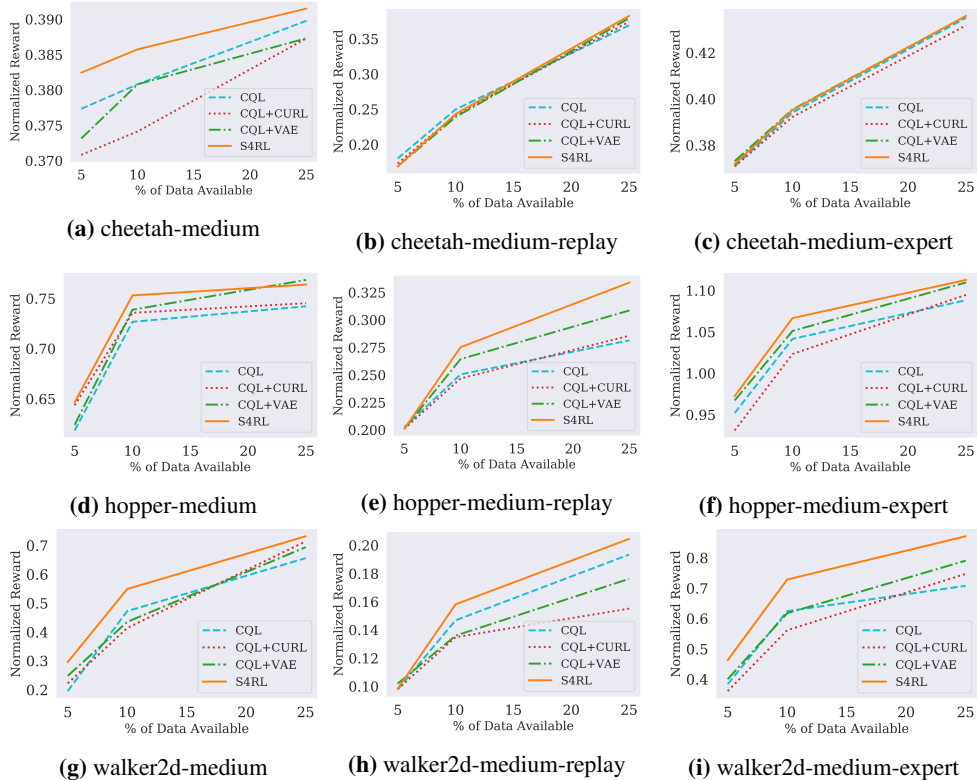 0.390
0.385
0.380
0.375
0.370
Normalized Reward
CQL
CQL+CURL
CQL+VAE
S4RL
5 10 15 20 25
% of Data Available
(a) cheetah-medium
0.35
0.30
0.25
0.20
Normalized Reward
CQL
CQL+CURL
CQL+VAE
S4RL
5 10 15 20 25
% of Data Available
(b) cheetah-medium-replay
0.42
0.40
0.38
Normalized Reward
CQL
CQL+CURL
CQL+VAE
S4RL
5 10 15 20 25
% of Data Available
(c) cheetah-medium-expert
0.75
0.70
0.65
Normalized Reward
CQL
CQL+CURL
CQL+VAE
S4RL
5 10 15 20 25
% of Data Available
(d) hopper-medium
0.325
0.300
0.275
0.250
0.225
0.200
Normalized Reward
CQL
CQL+CURL
CQL+VAE
S4RL
5 10 15 20 25
% of Data Available
(e) hopper-medium-replay
1.10
1.05
1.00
0.95
Normalized Reward
CQL
CQL+CURL
CQL+VAE
S4RL
5 10 15 20 25
% of Data Available
(f) hopper-medium-expert
0.7
0.6
0.5
0.4
0.3
0.2
Normalized Reward
CQL
CQL+CURL
CQL+VAE
S4RL
5 10 15 20 25
% of Data Available
(g) walker2d-medium
0.20
0.18
0.16
0.14
0.12
0.10
Normalized Reward
CQL
CQL+CURL
CQL+VAE
S4RL
5 10 15 20 25
% of Data Available
(h) walker2d-medium-replay
0.8
0.7
0.6
0.5
0.4
Normalized Reward
CQL
CQL+CURL
CQL+VAE
S4RL
5 10 15 20 25
% of Data Available
(i) walker2d-medium-expert